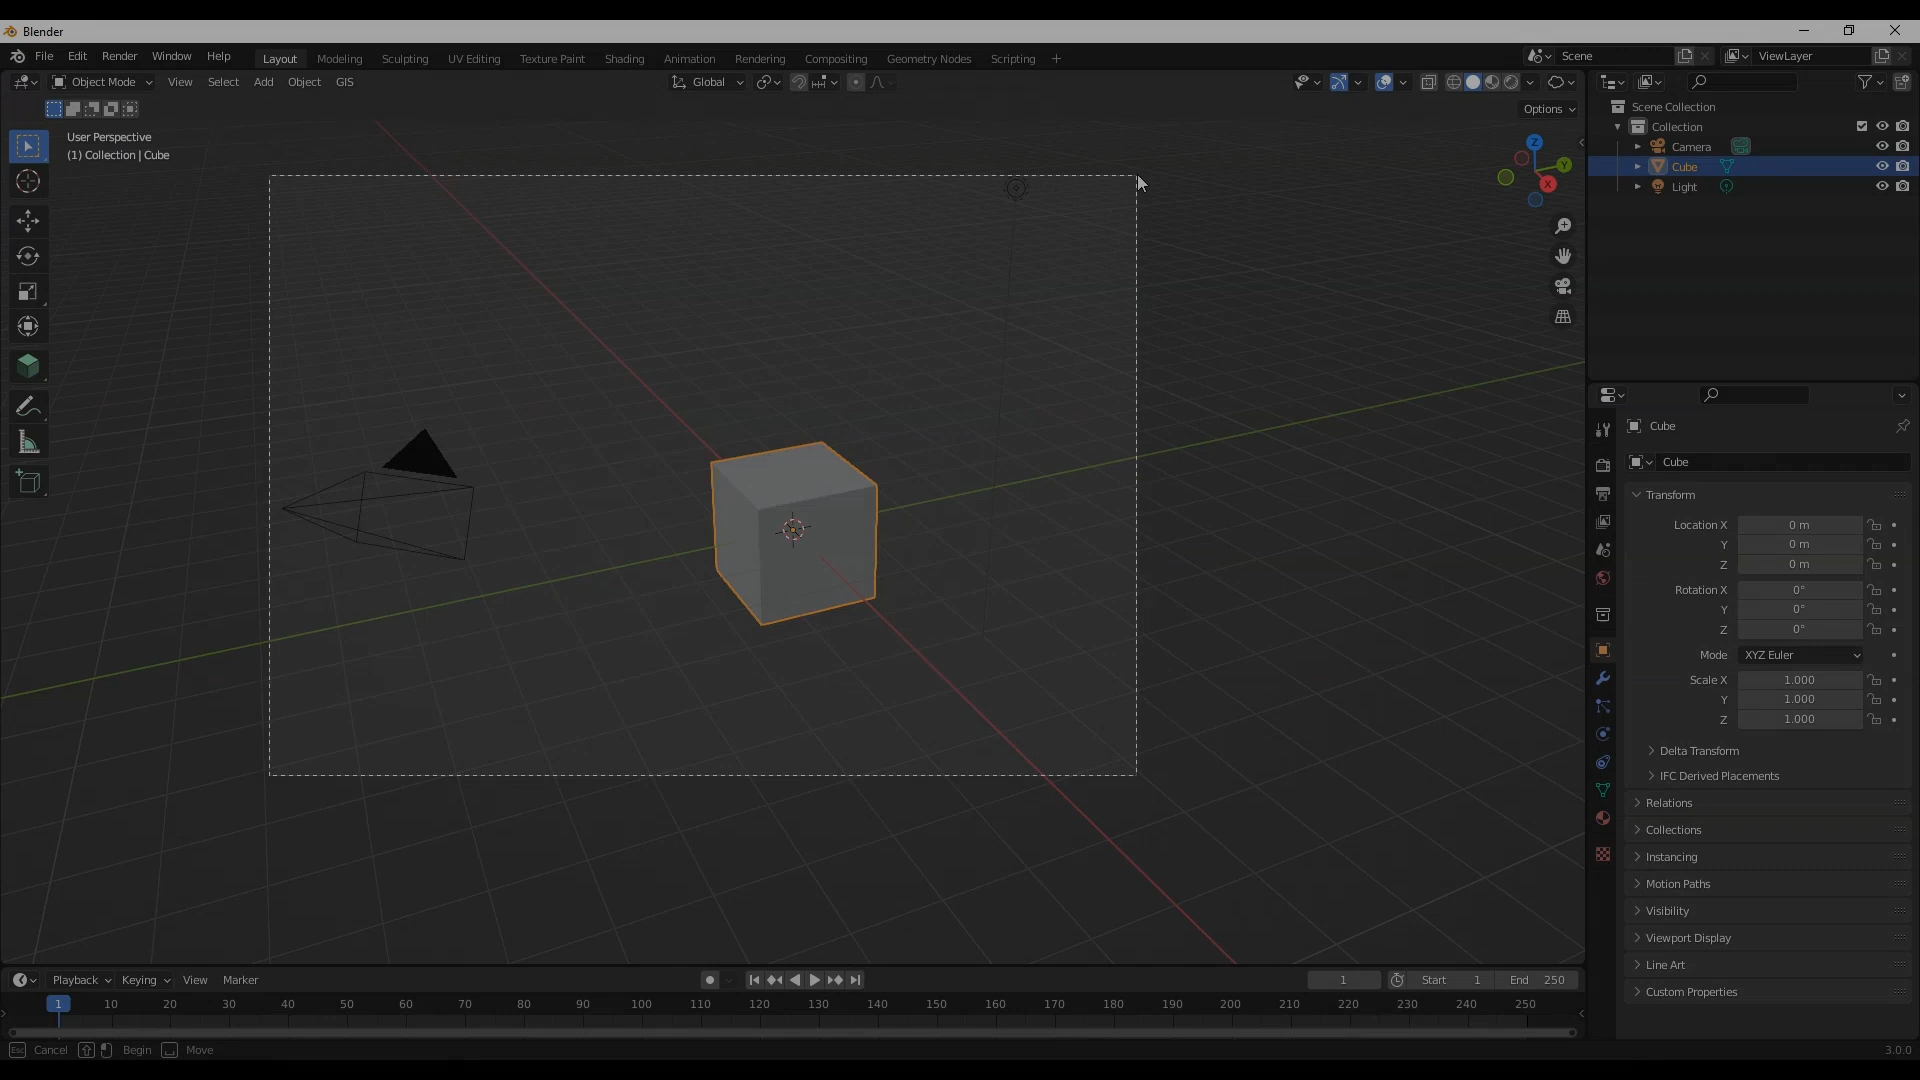 Blender
File Edit Render Window Help Layout Modeling Sculpting UV Editing Texture Paint Shading Animation Rendering Compositing Geometry Nodes Scripting + Scene ViewLayer
Object Mode View Select Add Object GIS Global
Options
User Perspective
(1) Collection | Cube
Z
Y
X
Scene Collection
Collection
Camera
Cube
Light
Cube
Cube
Transform
Location X 0 m
Y 0 m
Z 0 m
Rotation X 0°
Y 0°
Z 0°
Mode XYZ Euler
Scale X 1.000
Y 1.000
Z 1.000
Delta Transform
IFC Derived Placements
Relations
Collections
Instancing
Motion Paths
Visibility
Viewport Display
Line Art
Custom Properties
Playback Keying View Marker 1 Start 1 End 250
1 10 20 30 40 50 60 70 80 90 100 110 120 130 140 150 160 170 180 190 200 210 220 230 240 250
Esc Cancel Begin Move 3.0.0